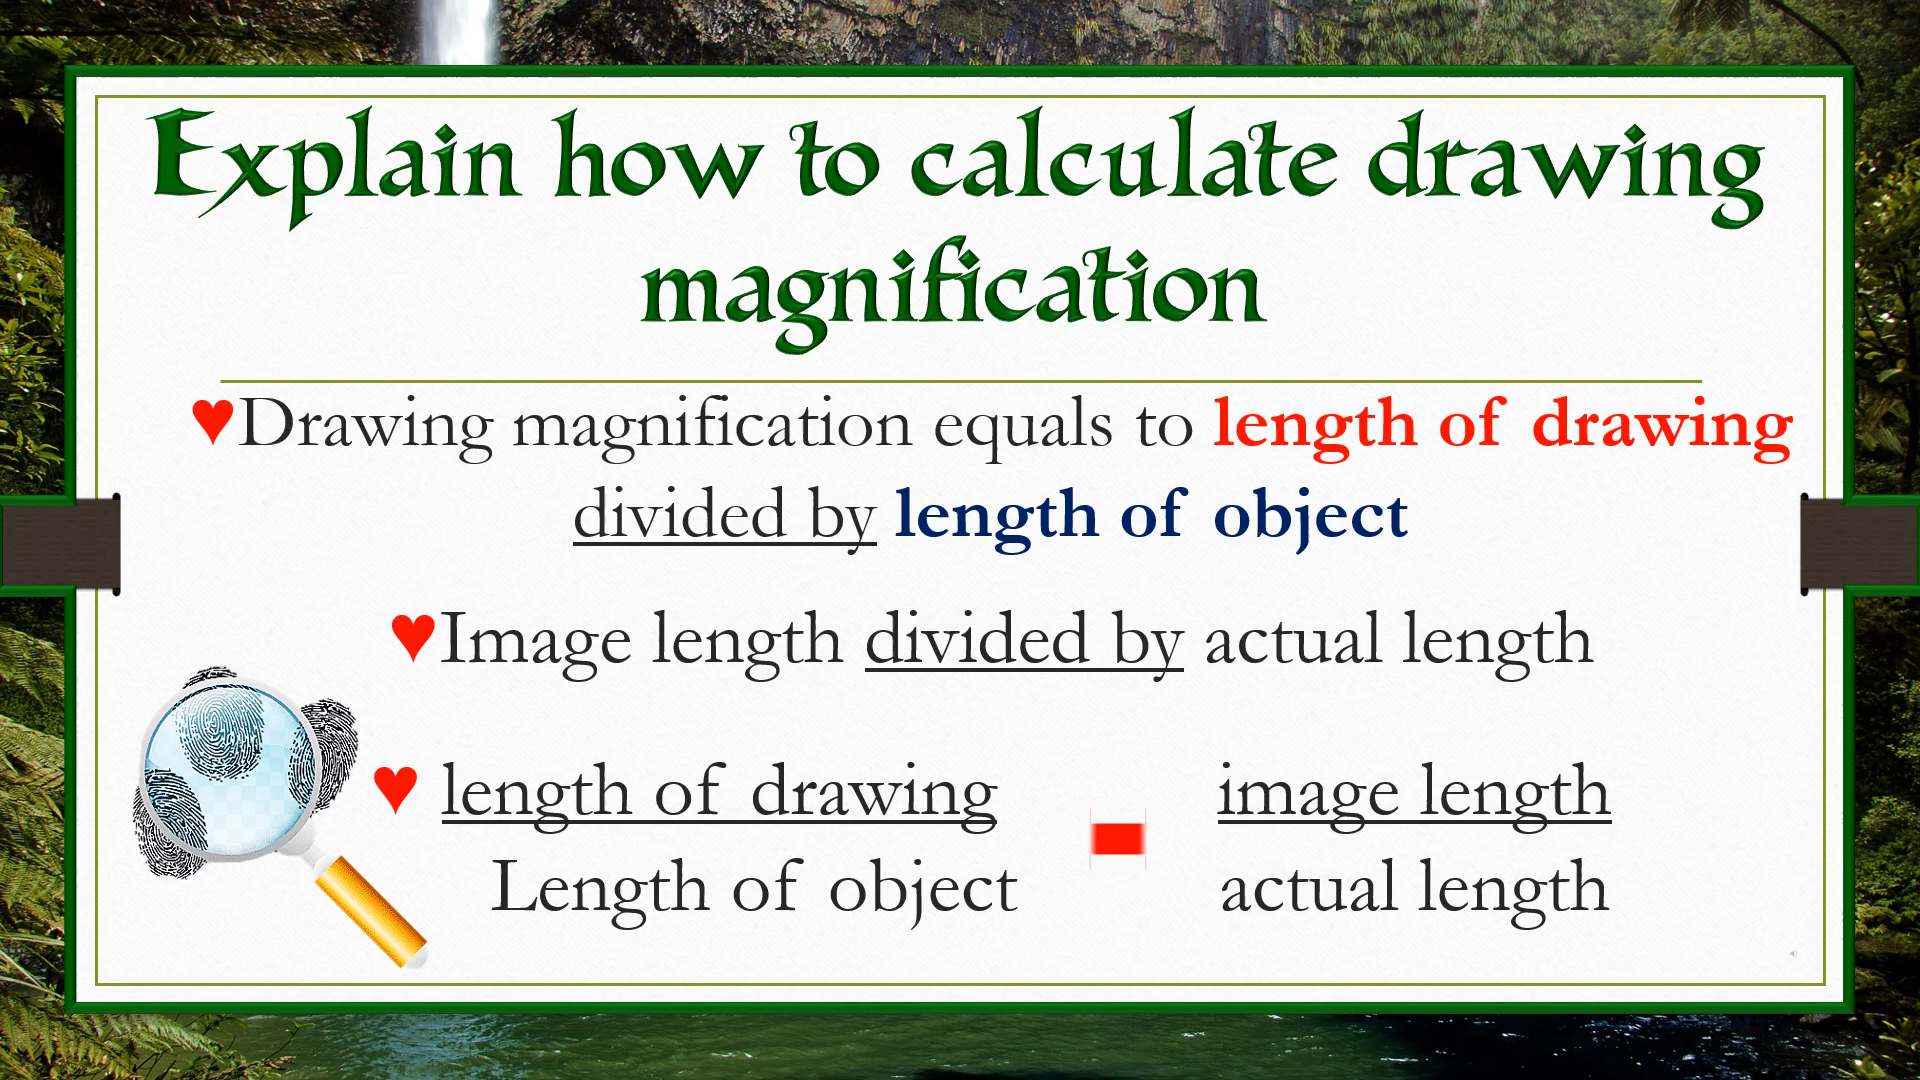 Explain how to calculate drawing
magnification
♥Drawing magnification equals to length of drawing
divided by length of object
♥Image length divided by actual length
♥ length of drawing image length
Length of object actual length